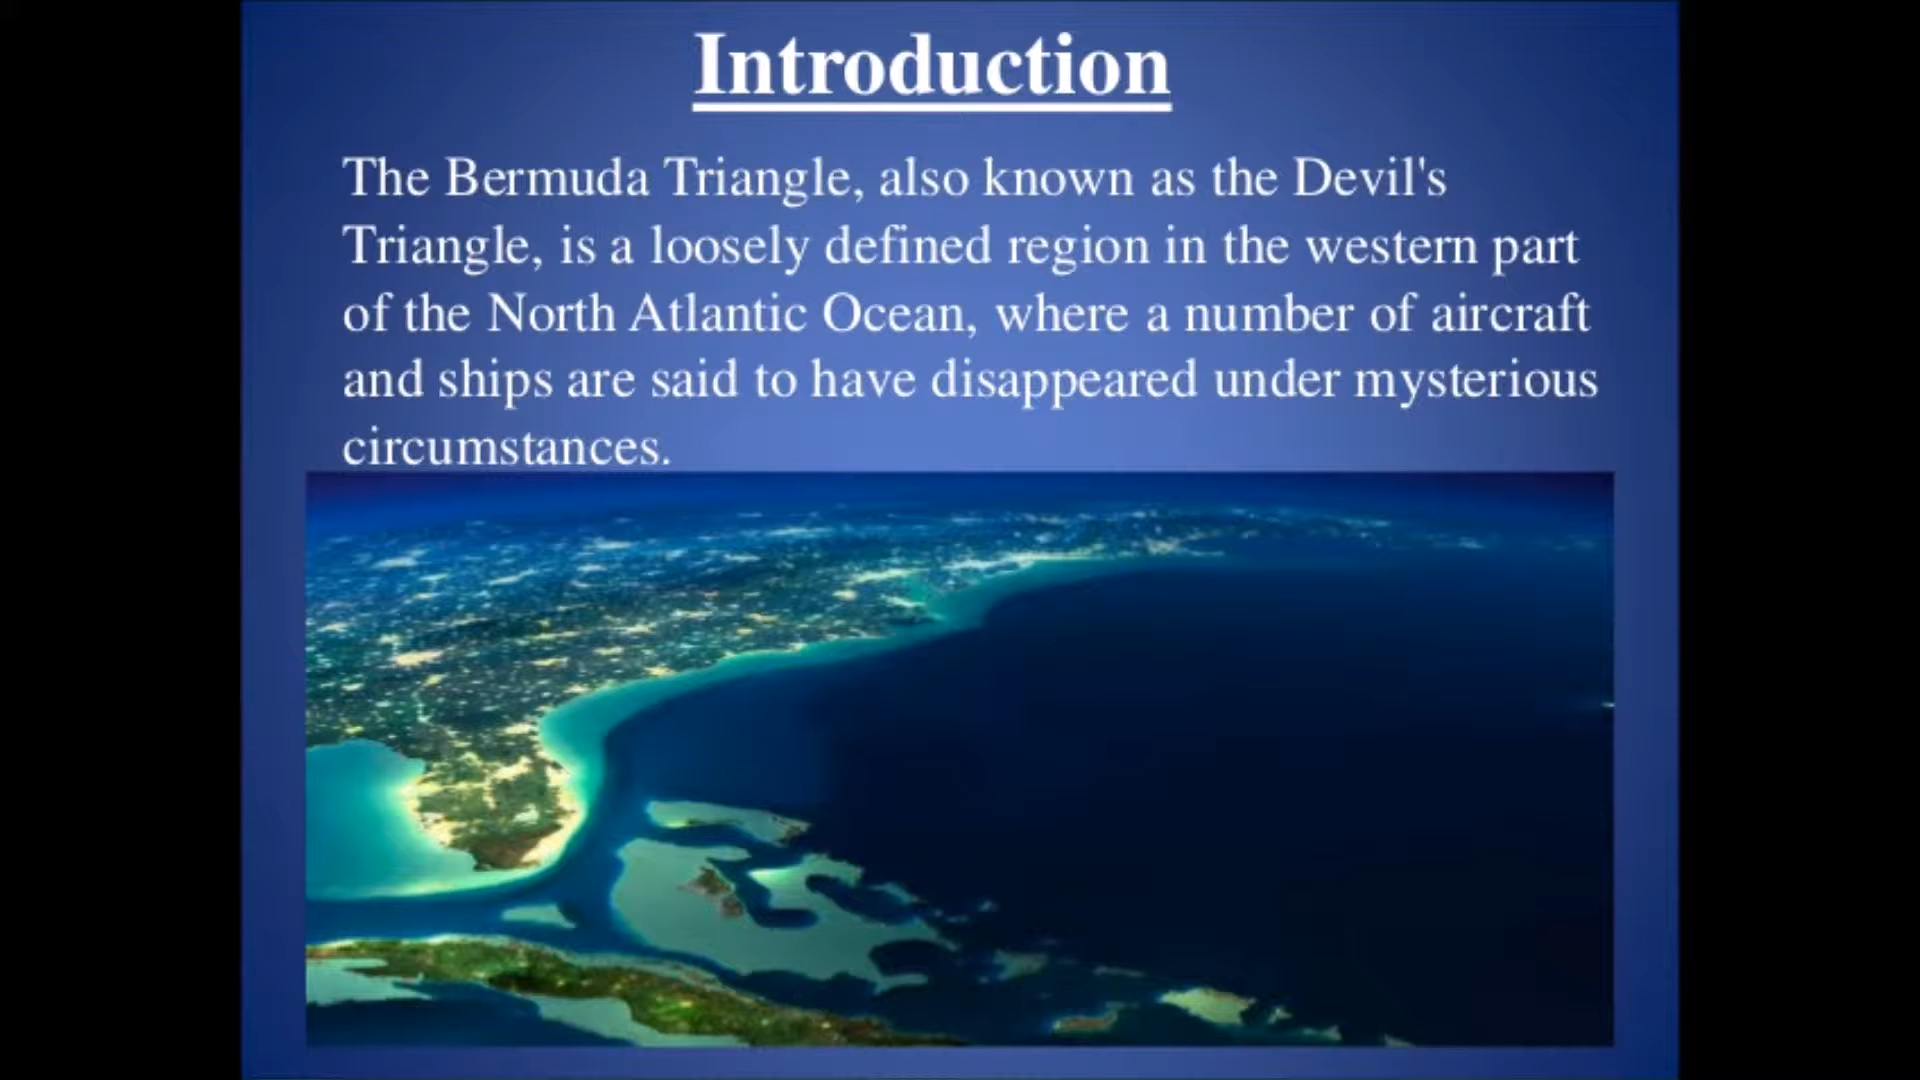 Introduction
The Bermuda Triangle, also known as the Devil's
Triangle, is a loosely defined region in the western part
of the North Atlantic Ocean, where a number of aircraft
and ships are said to have disappeared under mysterious
circumstances.